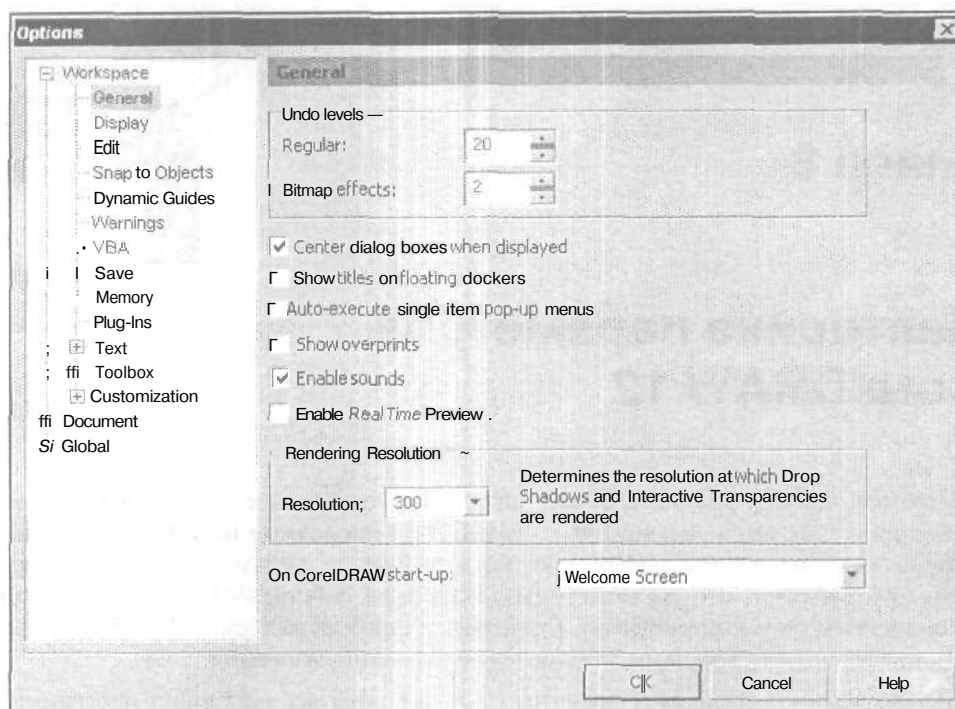 Options
Workspace
General
Display
Edit
Snap to Objects
Dynamic Guides
Warnings
VBA
Save
Memory
Plug-Ins
Text
Toolbox
Customization
Document
Global
General
Undo levels
Regular: 20
Bitmap effects: 2
Center dialog boxes when displayed
Show titles on floating dockers
Auto-execute single item pop-up menus
Show overprints
Enable sounds
Enable Real Time Preview .
Rendering Resolution
Resolution; 300
Determines the resolution at which Drop
Shadows and Interactive Transparencies
are rendered
On CorelDRAW start-up: Welcome Screen
OK Cancel Help